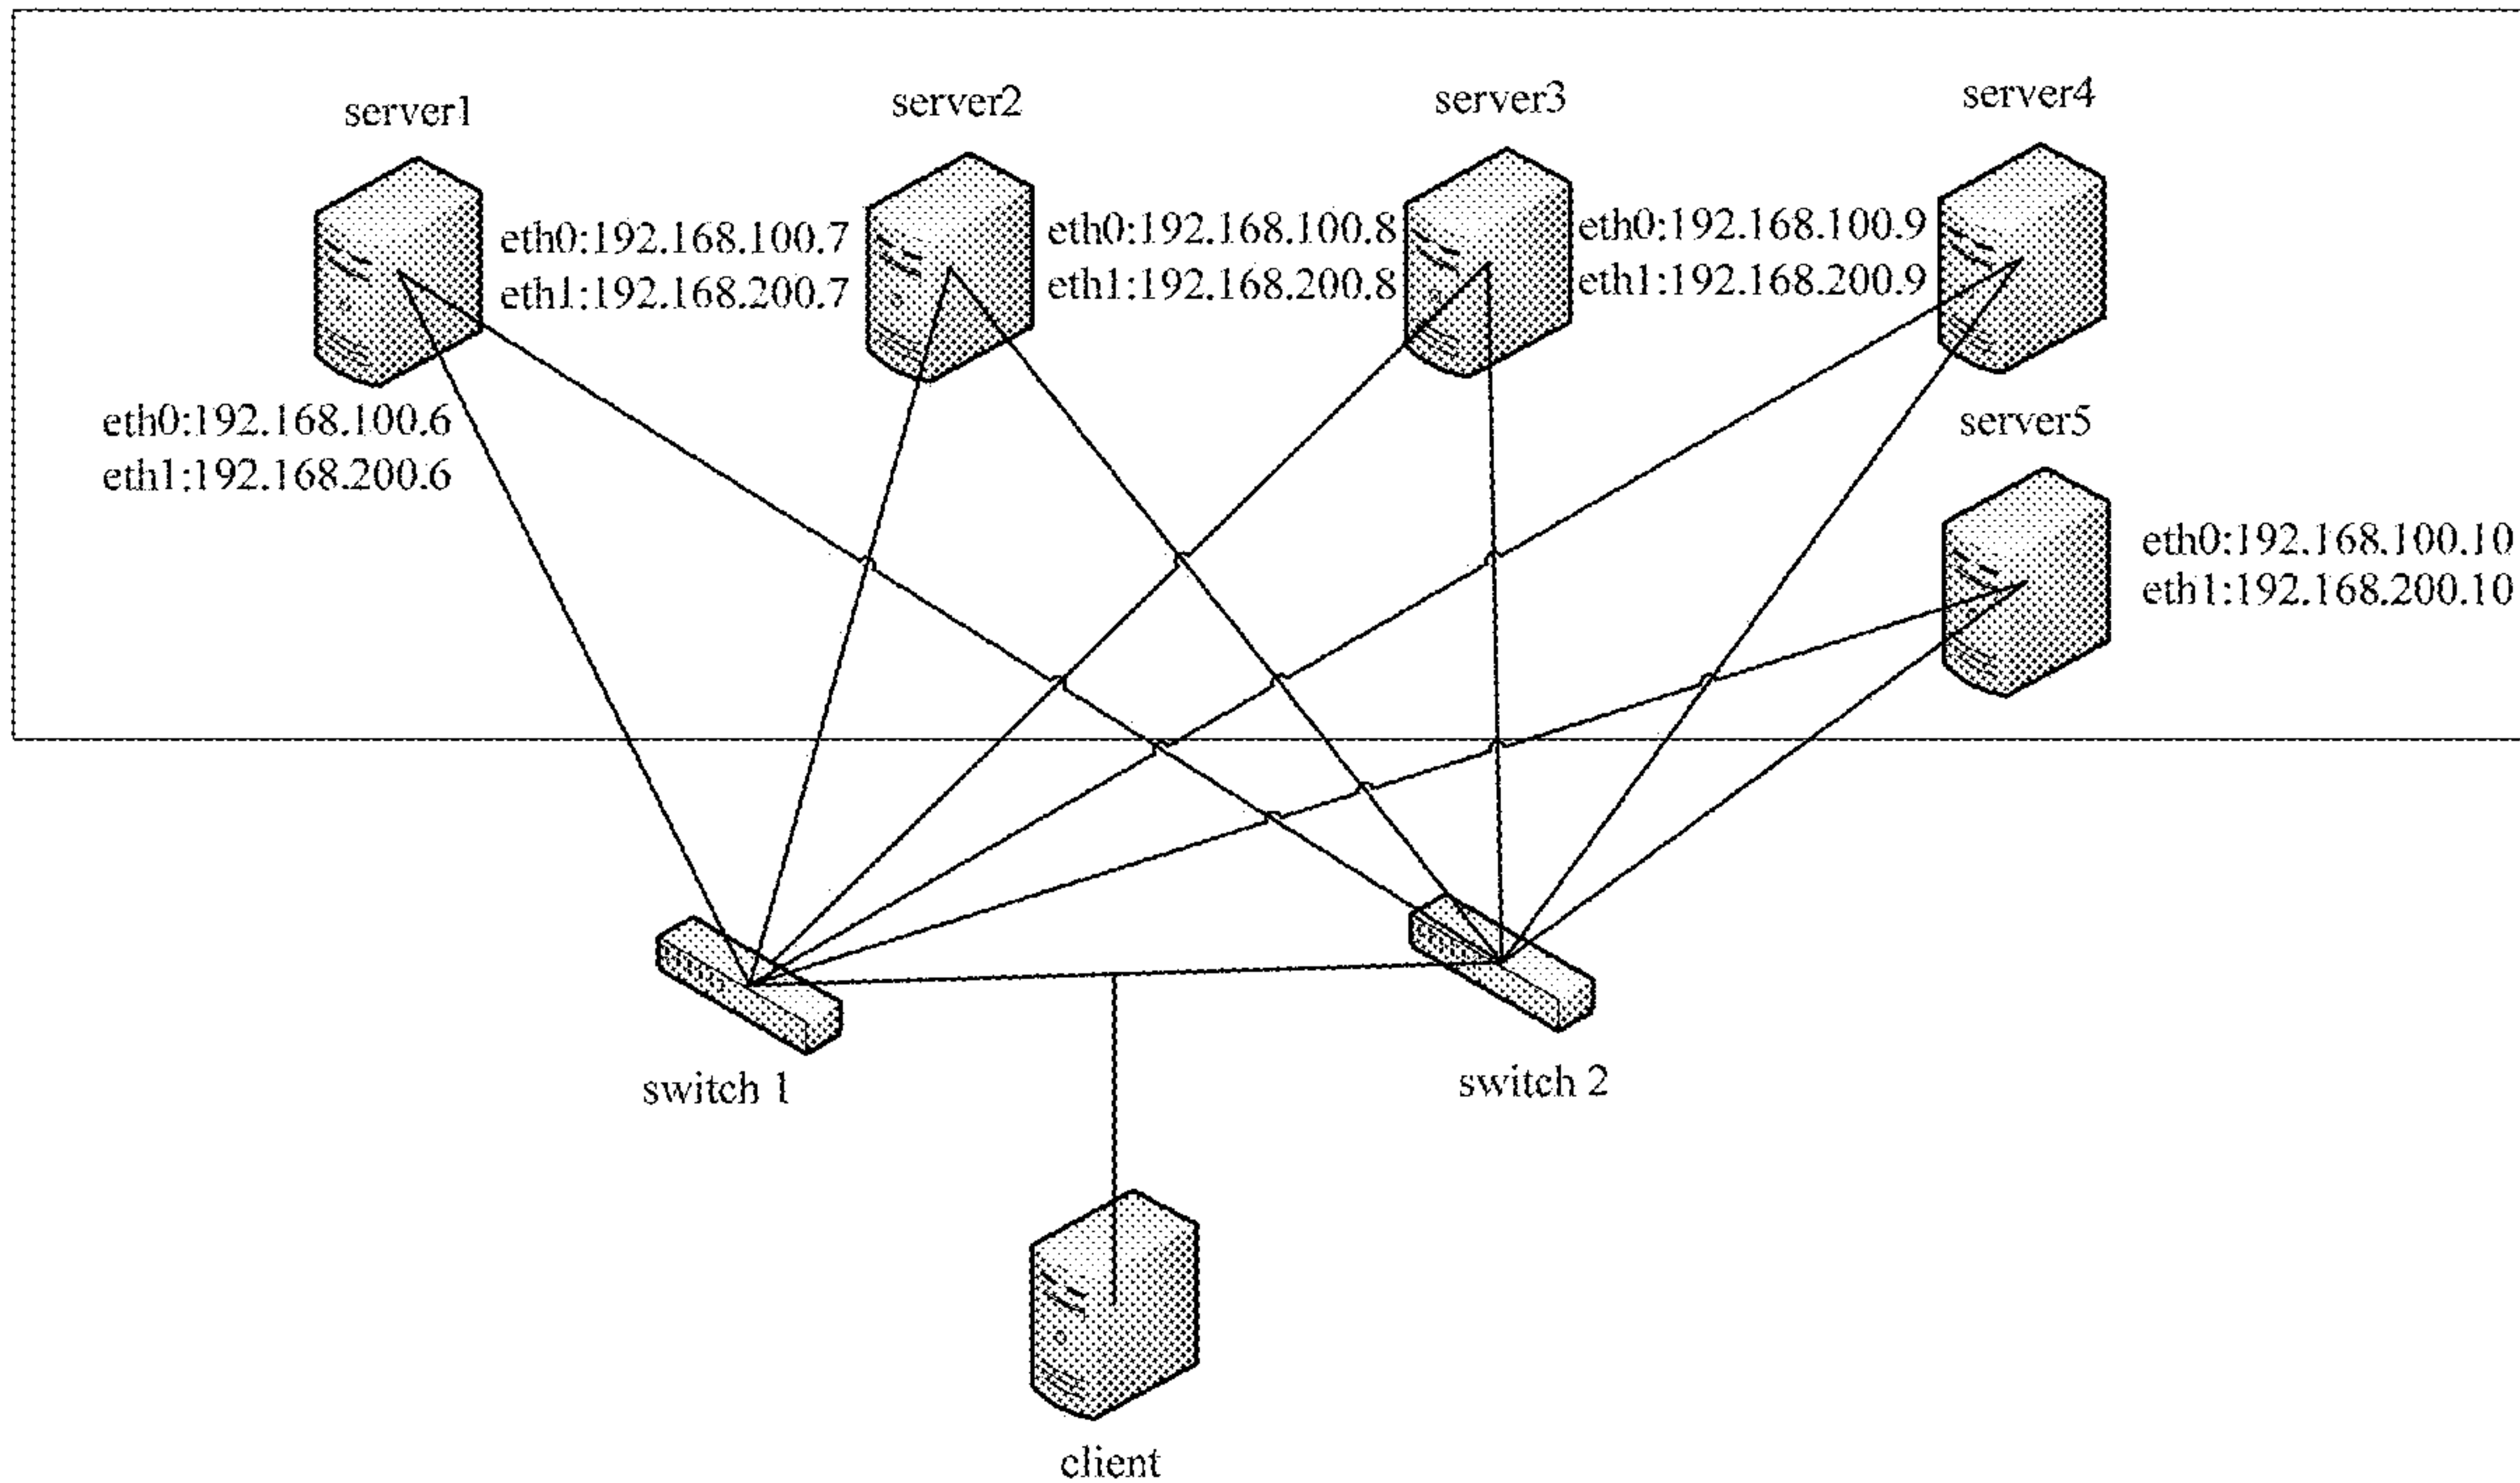 server1
server2
server3
server4
eth0:192.168.100.7
eth1:192.168.200.7
eth0:192.168.100.8
eth1:192.168.200.8
eth0:192.168.100.9
eth1:192.168.200.9
eth0:192.168.100.6
eth1:192.168.200.6
server5
eth0:192.168.100.10
eth1:192.168.200.10
switch 1
switch 2
client